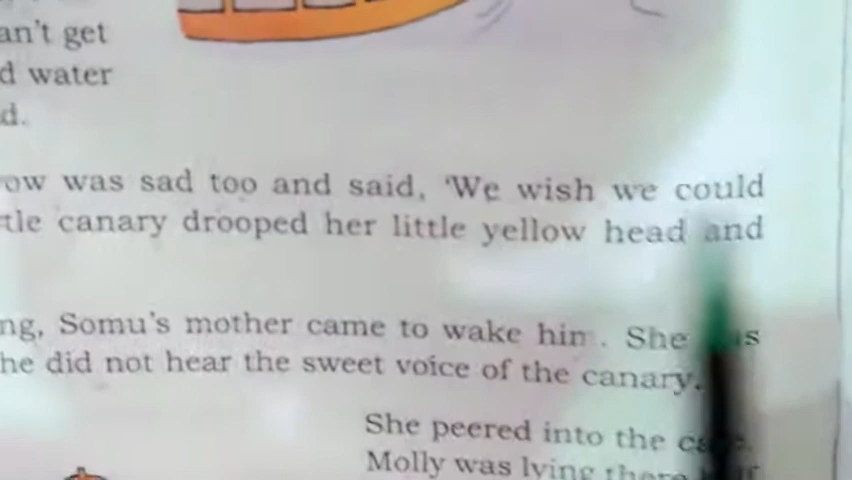 an't get
d water
d.
ow was sad too and said, 'We wish we could
tle canary drooped her little yellow head and
ng, Somu's mother came to wake him. She
he did not hear the sweet voice of the canary.
She peered into the
Molly was lying there